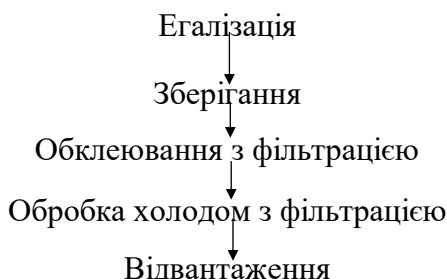 Егалізація
Зберігання
Обклеювання з фільтрацією
Обробка холодом з фільтрацією
Відвантаження